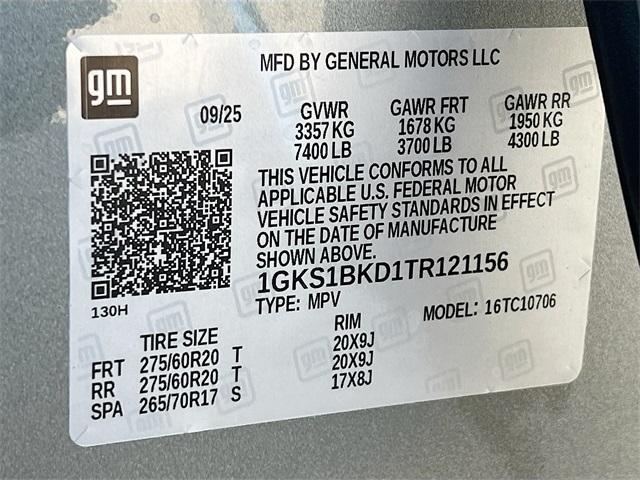 gm
MFD BY GENERAL MOTORS LLC
09/25
GVWR GAWR FRT GAWR RR
3357 KG 1678 KG 1950 KG
7400 LB 3700 LB 4300 LB
THIS VEHICLE CONFORMS TO ALL
APPLICABLE U.S. FEDERAL MOTOR
VEHICLE SAFETY STANDARDS IN EFFECT
ON THE DATE OF MANUFACTURE
SHOWN ABOVE.
1GKS1BKD1TR121156
130H
TYPE: MPV MODEL: 16TC10706
TIRE SIZE RIM
FRT 275/60R20 T 20X9J
RR 275/60R20 T 20X9J
SPA 265/70R17 S 17X8J